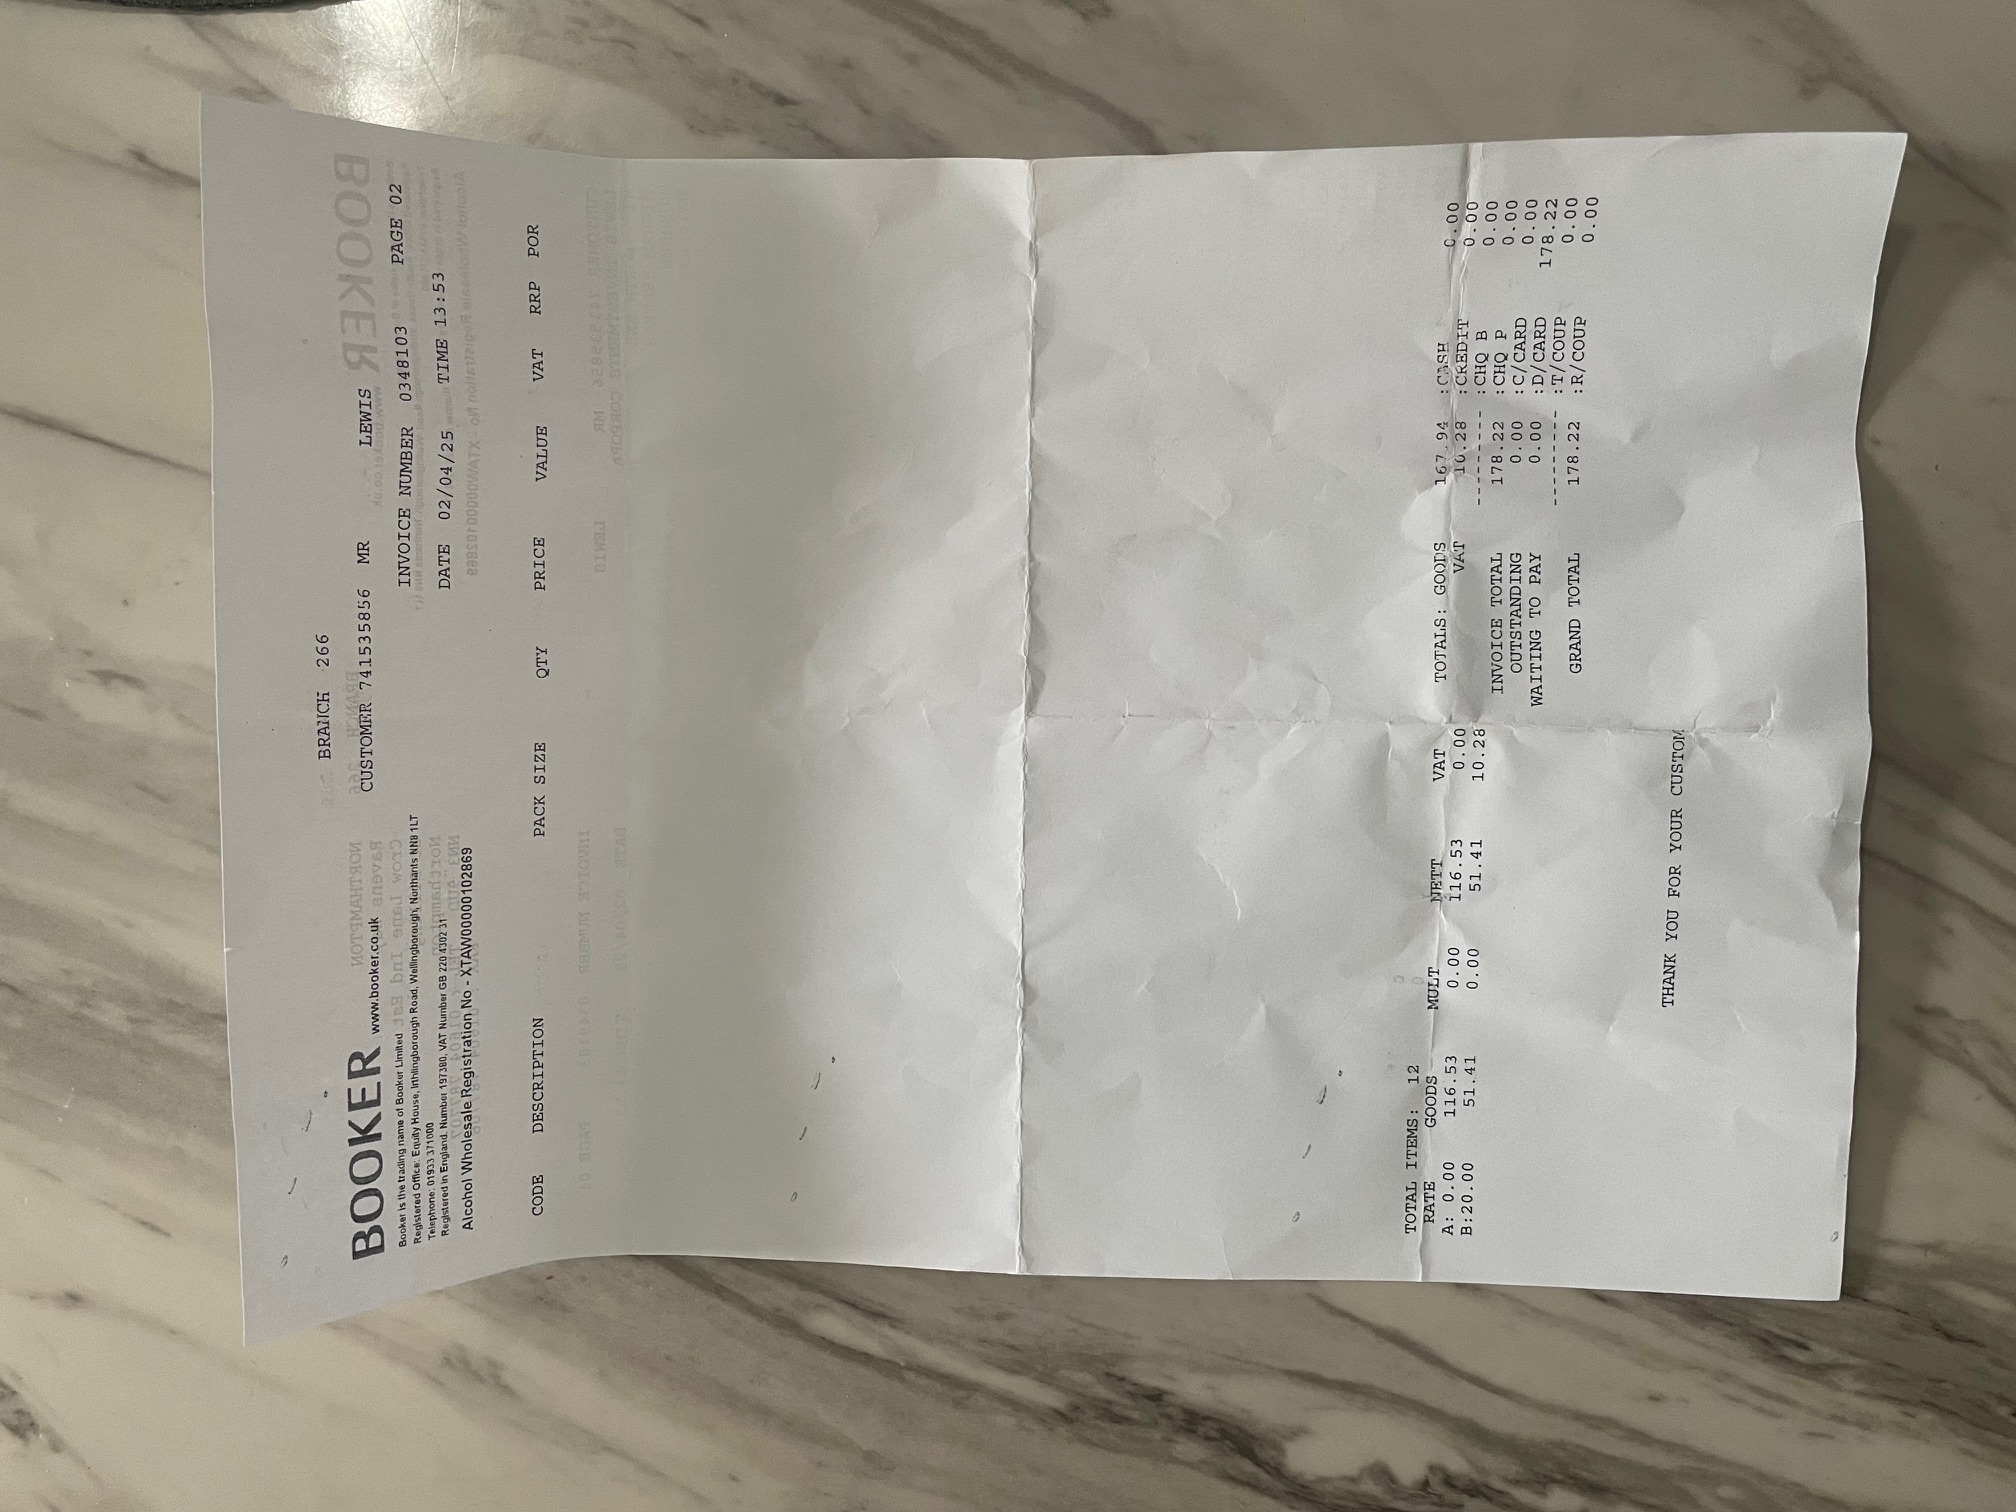 BRANCH 266
BOOKER www.booker.co.uk
CUSTOMER 741535856 MR LEWIS
Booker is the trading name of Booker Limited
Registered Office: Equity House, Irthlingborough Road, Wellingborough, Northants NN8 1LT
Telephone: 01933 371000
Registered in England. Number 197380, VAT Number GB 220 4302 31
Alcohol Wholesale Registration No - XTAW00000102869
INVOICE NUMBER 0348103 PAGE 02
DATE 02/04/25 TIME 13:53
CODE DESCRIPTION PACK SIZE QTY PRICE VALUE VAT RRP POR
TOTAL ITEMS: 12
RATE GOODS MULT NETT VAT
A: 0.00 116.53 0.00 116.53 0.00
B:20.00 51.41 0.00 51.41 10.28
TOTALS: GOODS 167.94 :CASH 0.00
VAT 10.28 :CREDIT 0.00
--------- :CHQ B 0.00
INVOICE TOTAL 178.22 :CHQ P 0.00
OUTSTANDING 0.00 :C/CARD 0.00
WAITING TO PAY 0.00 :D/CARD 178.22
--------- :T/COUP 0.00
GRAND TOTAL 178.22 :R/COUP 0.00
THANK YOU FOR YOUR CUSTOM